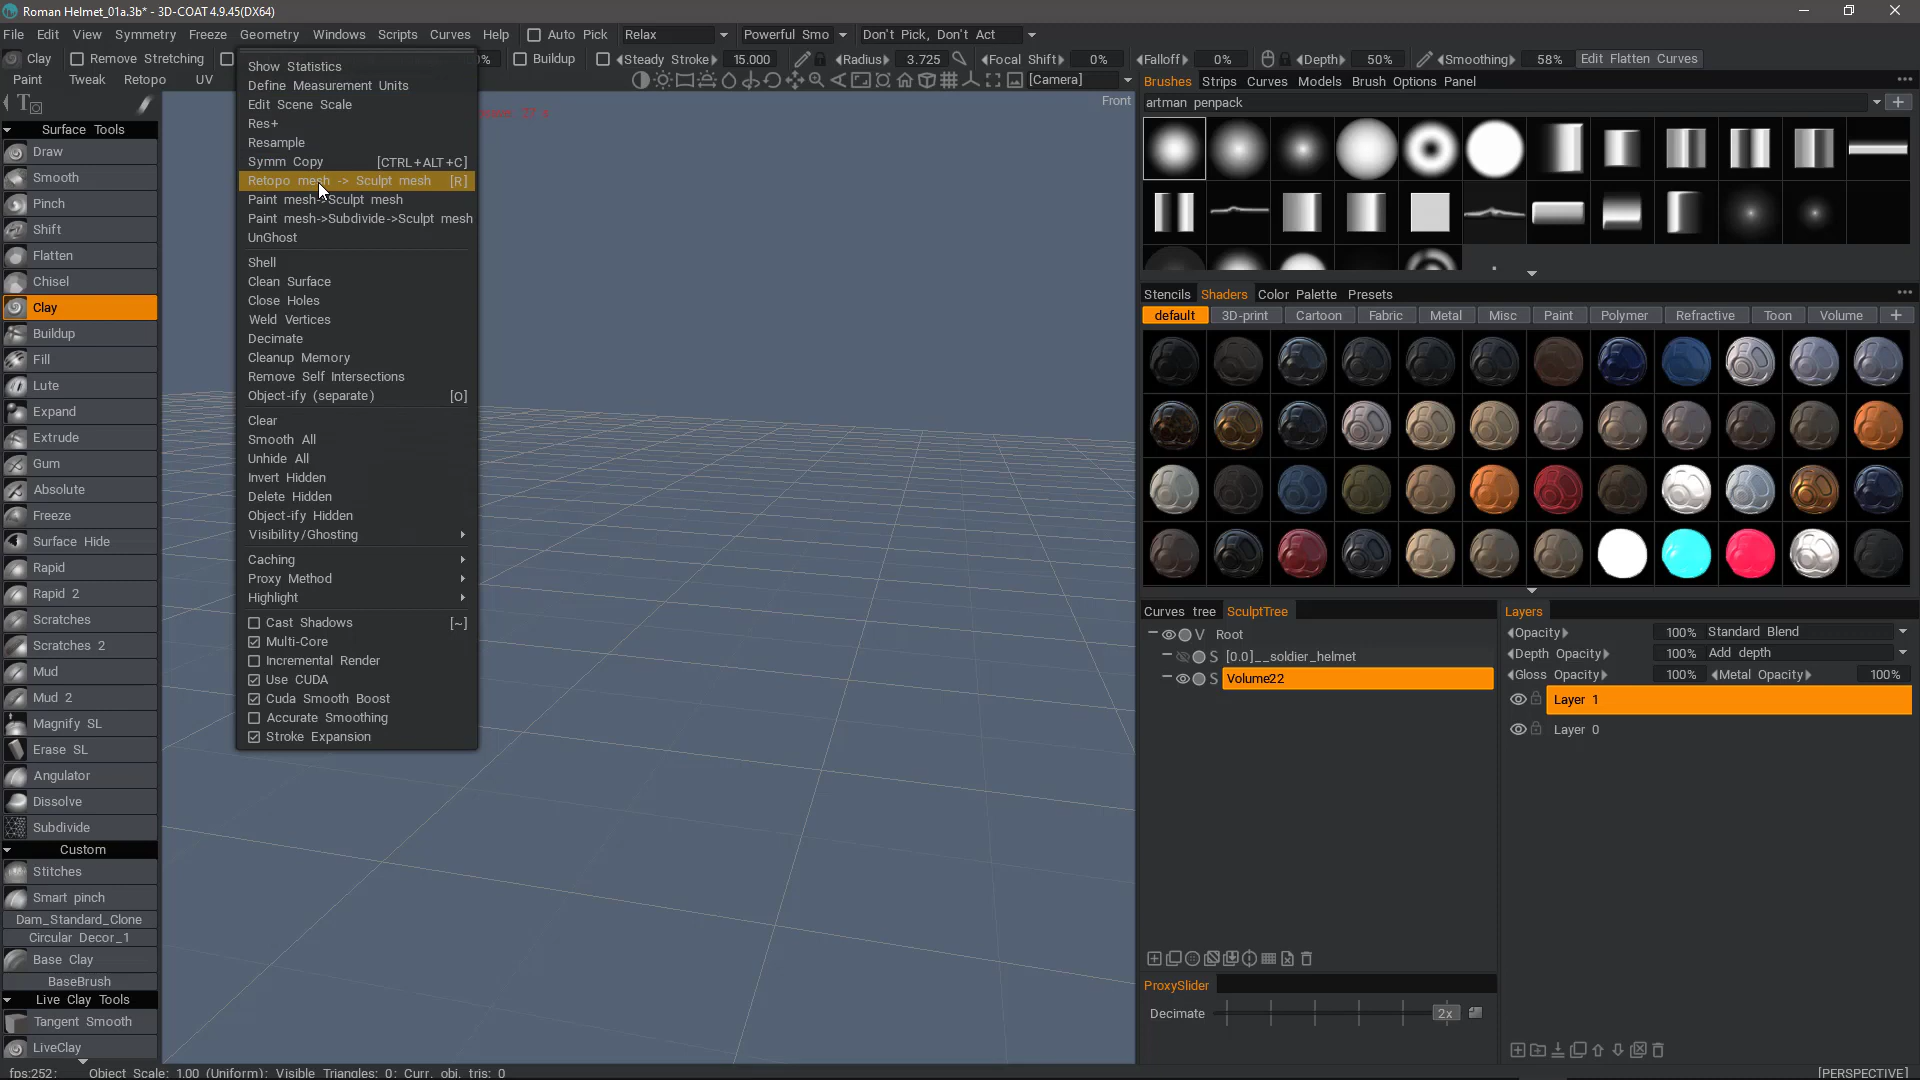 Roman Helmet_01a.3b* - 3D-COAT 4.9.45(DX64)
File Edit View Textures Symmetry Freeze Geometry Windows Scripts Curves Help Auto Pick Relax Powerful Smo Don't Pick, Don't Act
Clay Remove Stretching 0% Buildup Steady Stroke 15.000 Radius 3.725 Focal Shift 0% Falloff 0% Depth 50% Smoothing 58% Edit Flatten Curves
Paint Tweak Retopo UV [Camera]
Front
Surface Tools
Draw
Smooth
Pinch
Shift
Flatten
Chisel
Clay
Buildup
Fill
Lute
Expand
Extrude
Gum
Absolute
Freeze
Surface Hide
Rapid
Rapid 2
Scratches
Scratches 2
Mud
Mud 2
Magnify SL
Erase SL
Angulator
Dissolve
Subdivide
Custom
Stitches
Smart pinch
Dam_Standard_Clone
Circular Decor_1
Base Clay
BaseBrush
Live Clay Tools
Tangent Smooth
LiveClay
Show Statistics
Define Measurement Units
Edit Scene Scale
Res+
Resample
Symm Copy [CTRL+ALT+C]
Retopo mesh -> Sculpt mesh [R]
Paint mesh->Sculpt mesh
Paint mesh->Subdivide->Sculpt mesh
UnGhost
Shell
Clean Surface
Close Holes
Weld Vertices
Decimate
Cleanup Memory
Remove Self Intersections
Object-ify (separate) [O]
Clear
Smooth All
Unhide All
Invert Hidden
Delete Hidden
Object-ify Hidden
Visibility/Ghosting
Caching
Proxy Method
Highlight
Cast Shadows [~]
Multi-Core
Incremental Render
Use CUDA
Cuda Smooth Boost
Accurate Smoothing
Stroke Expansion
Brushes Strips Curves Models Brush Options Panel
artman penpack
Stencils Shaders Color Palette Presets
default 3D-print Cartoon Fabric Metal Misc Paint Polymer Refractive Toon Volume
Curves tree SculptTree
V Root
S [0.0]__soldier_helmet
S Volume22
ProxySlider
Decimate 2x
Layers
Opacity 100% Standard Blend
Depth Opacity 100% Add depth
Gloss Opacity 100% Metal Opacity 100%
Layer 1
Layer 0
fps:252; Object Scale: 1.00 (Uniform); Visible Triangles: 0; Curr. obj. tris: 0 [PERSPECTIVE]